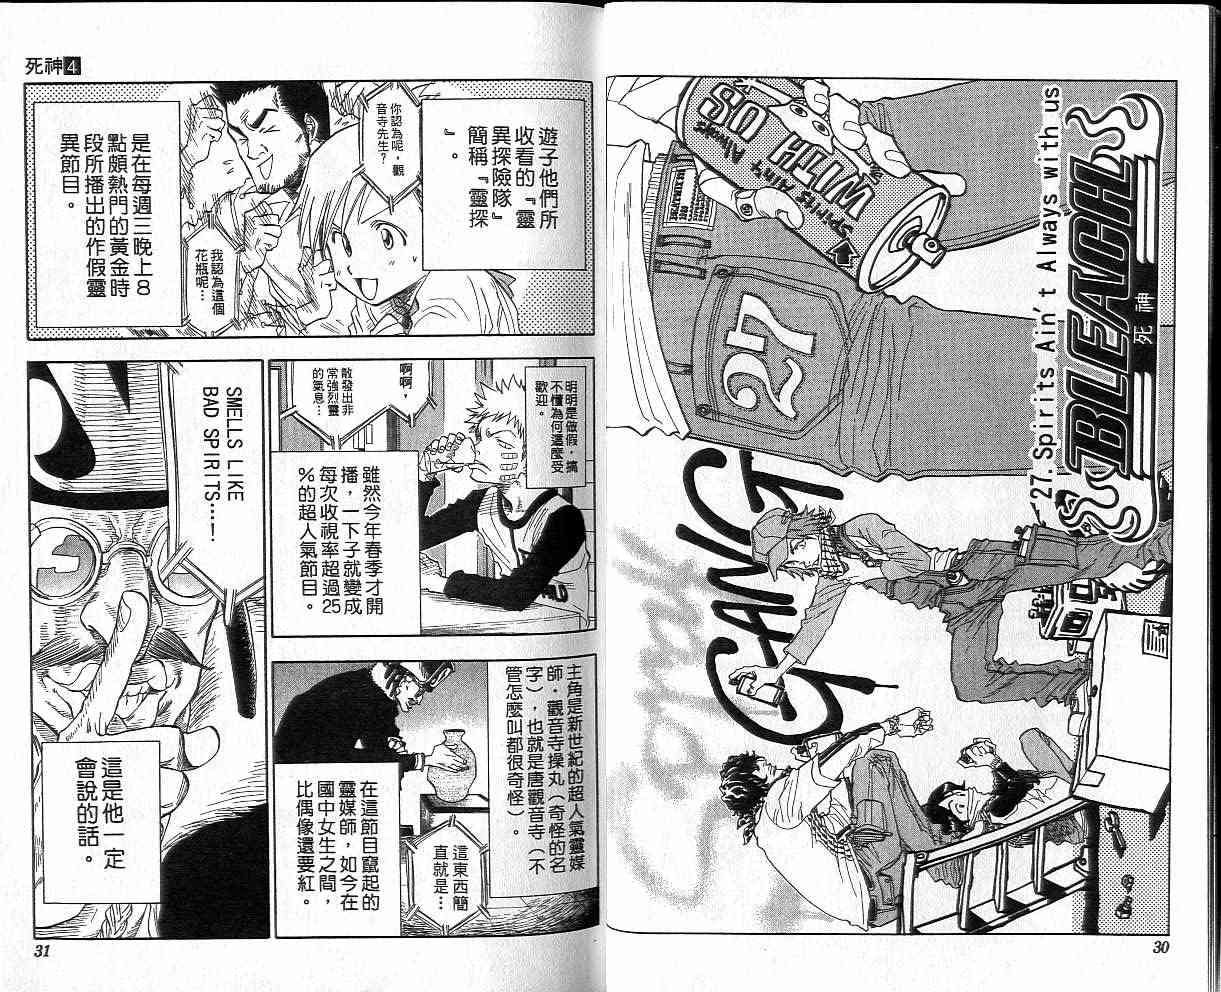 BLEACH
死神
27. Spirits Ain't Always with us
27
WITH US
Spirits Ain't Always
GANG
30
死神4
遊子他們所
收看的『靈
異探險隊』
簡稱『靈探
』。
你認為呢，觀
音寺先生？
我認為這個
花瓶呢…
是在每週三晚上8
點頗熱門的黃金時
段所播出的作假靈
異節目。
明明是做假，搞
不懂為何這麼受
歡迎。
啊啊，
散發出非
常強烈靈
的氣息…
雖然今年春季才開
播，一下子就變成
每次收視率超過25
%的超人氣節目。
主角是新世紀的超人氣靈媒
師·觀音寺操丸（奇怪的名
字），也就是唐觀音寺（不
管怎麼叫都很奇怪）。
這東西簡
直就是…
在這節目竄起的
靈媒師，如今在
國中女生之間，
比偶像還要紅。
SMELLS LIKE
BAD SPIRITS…—!
這是他一定
會說的話。
31